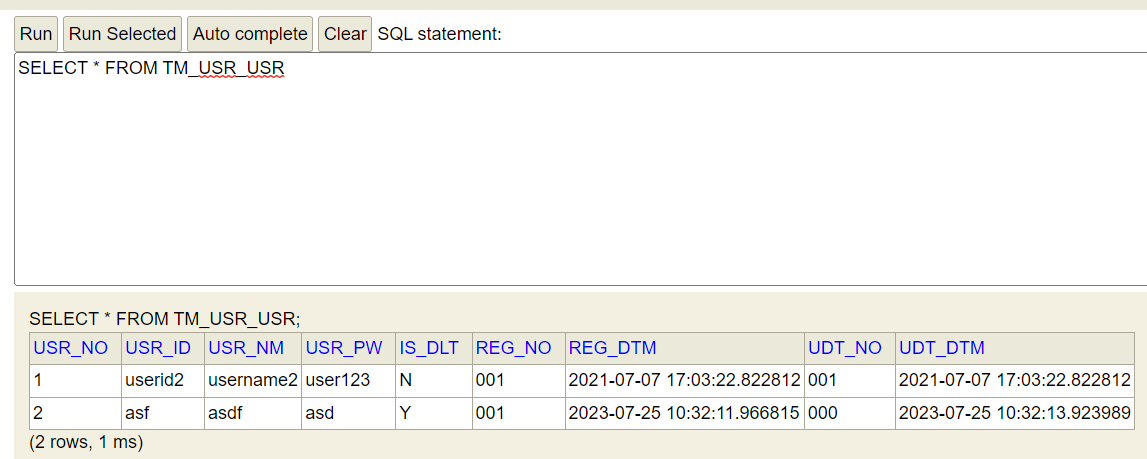 Run Run Selected Auto complete Clear SQL statement:
SELECT * FROM TM_USR_USR
SELECT * FROM TM_USR_USR;
USR_NO USR_ID USR_NM USR_PW IS_DLT REG_NO REG_DTM UDT_NO UDT_DTM
1 userid2 username2 user123 N 001 2021-07-07 17:03:22.822812 001 2021-07-07 17:03:22.822812
2 asf asdf asd Y 001 2023-07-25 10:32:11.966815 000 2023-07-25 10:32:13.923989
(2 rows, 1 ms)